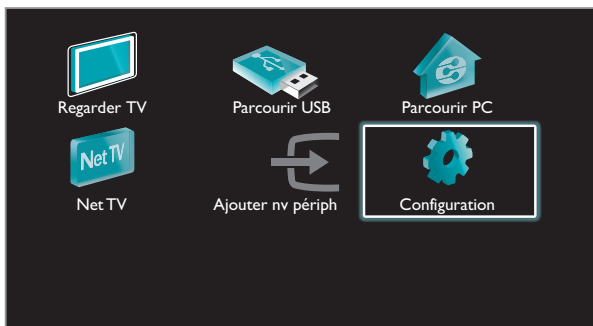 Regarder TV
Parcourir USB
Parcourir PC
Net TV
Net TV
Ajouter nv périph
Configuration